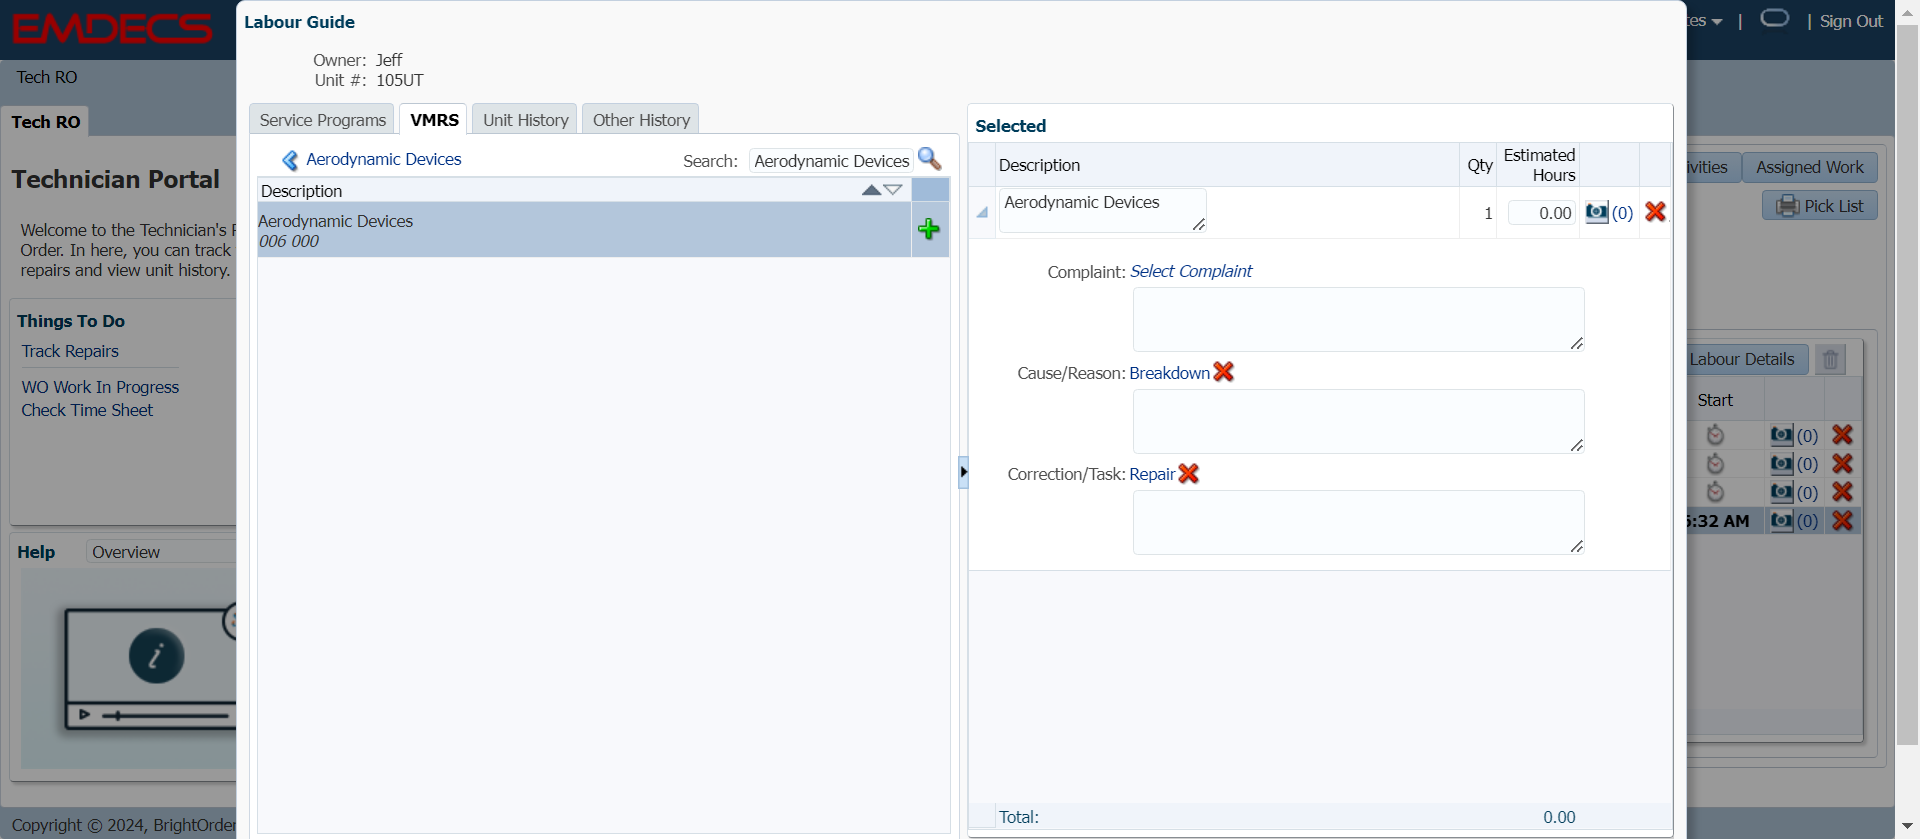 EMDECS
Labour Guide
| Sign Out
Tech RO
Owner: Jeff
Unit #: 105UT
Tech RO
Service Programs
VMRS
Unit History
Other History
Selected
Aerodynamic Devices
Search: Aerodynamic Devices
Description
Description
Qty
Estimated
Hours
Assigned Work
Technician Portal
Aerodynamic Devices
006 000
Aerodynamic Devices
1
0.00
(0)
Pick List
Welcome to the Technician's
Order. In here, you can track
repairs and view unit history.
Complaint: Select Complaint
Things To Do
Track Repairs
WO Work In Progress
Check Time Sheet
Cause/Reason: Breakdown
Labour Details
Start
(0)
(0)
(0)
:32 AM (0)
Correction/Task: Repair
Help
Overview
i
Total: 0.00
Copyright © 2024, BrightOrder